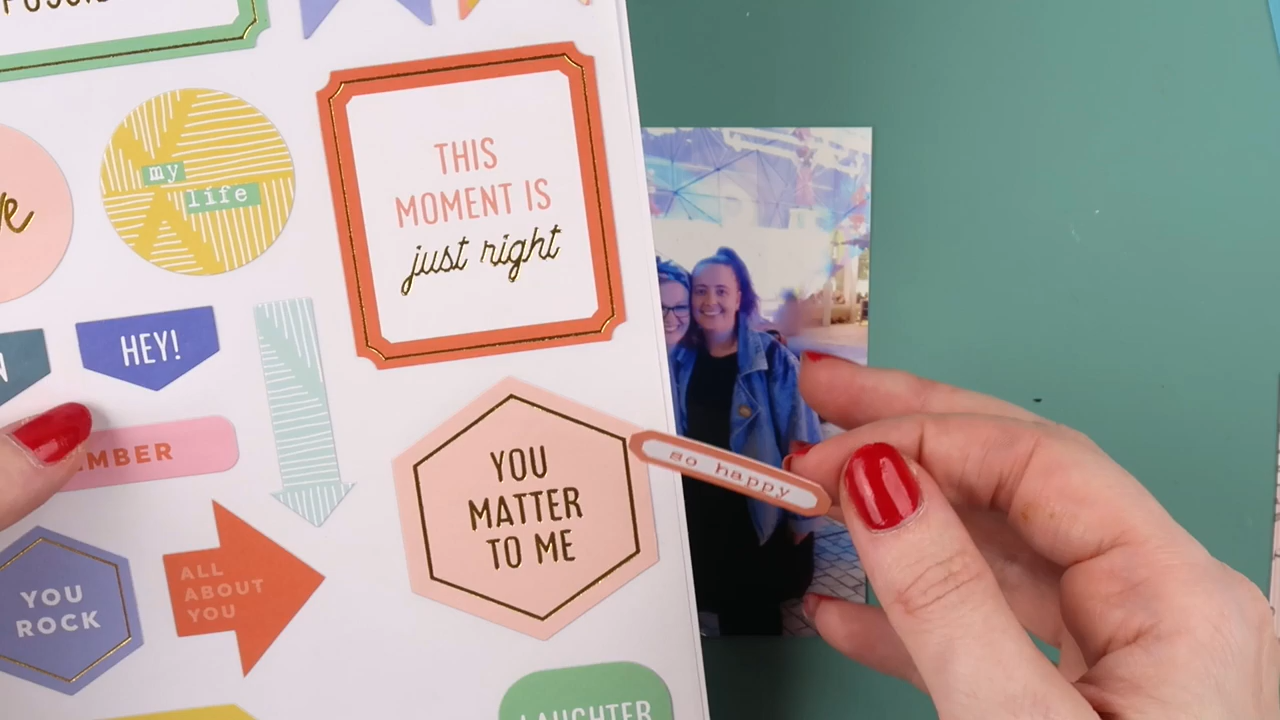 my
life
THIS
MOMENT IS
just right
HEY!
so happy
YOU
MATTER
TO ME
ALL
ABOUT
YOU
YOU
ROCK
LAUGHTER